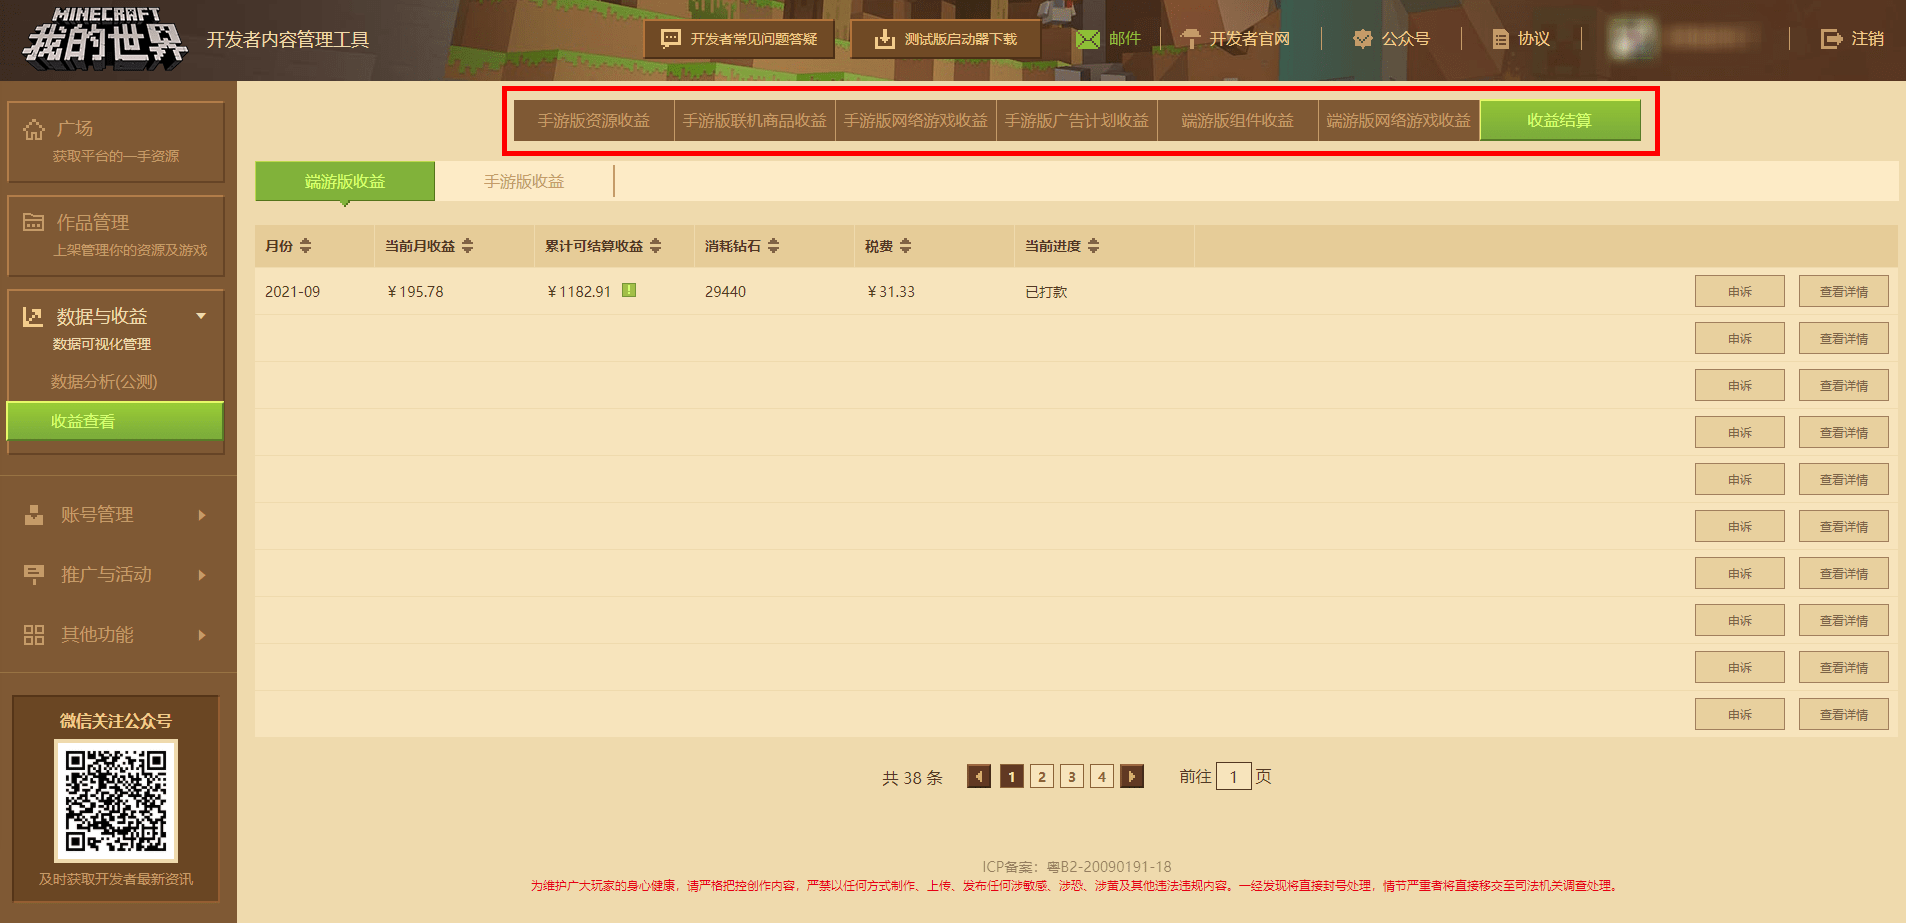 MINECRAFT
我的世界
开发者内容管理工具
开发者常见问题答疑
测试版启动器下载
邮件
开发者官网
公众号
协议
注销
广场
获取平台的一手资源
作品管理
上架管理你的资源及游戏
数据与收益
数据可视化管理
数据分析(公测)
收益查看
账号管理
推广与活动
其他功能
微信关注公众号
及时获取开发者最新资讯
手游版资源收益 手游版联机商品收益 手游版网络游戏收益 手游版广告计划收益 端游版组件收益 端游版网络游戏收益 收益结算
端游版收益 手游版收益
月份 当前月收益 累计可结算收益 消耗钻石 税费 当前进度
2021-09 ¥195.78 ¥1182.91 ! 29440 ¥31.33 已打款 申诉 查看详情
申诉 查看详情
申诉 查看详情
申诉 查看详情
申诉 查看详情
申诉 查看详情
申诉 查看详情
申诉 查看详情
申诉 查看详情
申诉 查看详情
共 38 条 1 2 3 4 前往 1 页
ICP备案：粤B2-20090191-18
为维护广大玩家的身心健康，请严格把控创作内容，严禁以任何方式制作、上传、发布任何涉敏感、涉恐、涉黄及其他违法违规内容。一经发现将直接封号处理，情节严重者将直接移交至司法机关调查处理。